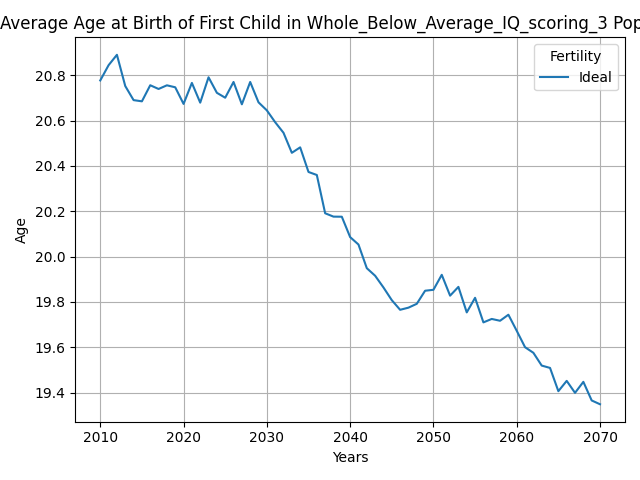 Average Age at Birth of First Child in Whole_Below_Average_IQ_scoring_3 Pop
Fertility
Ideal
20.8
20.6
20.4
20.2
20.0
19.8
19.6
19.4
Age
2010 2020 2030 2040 2050 2060 2070
Years